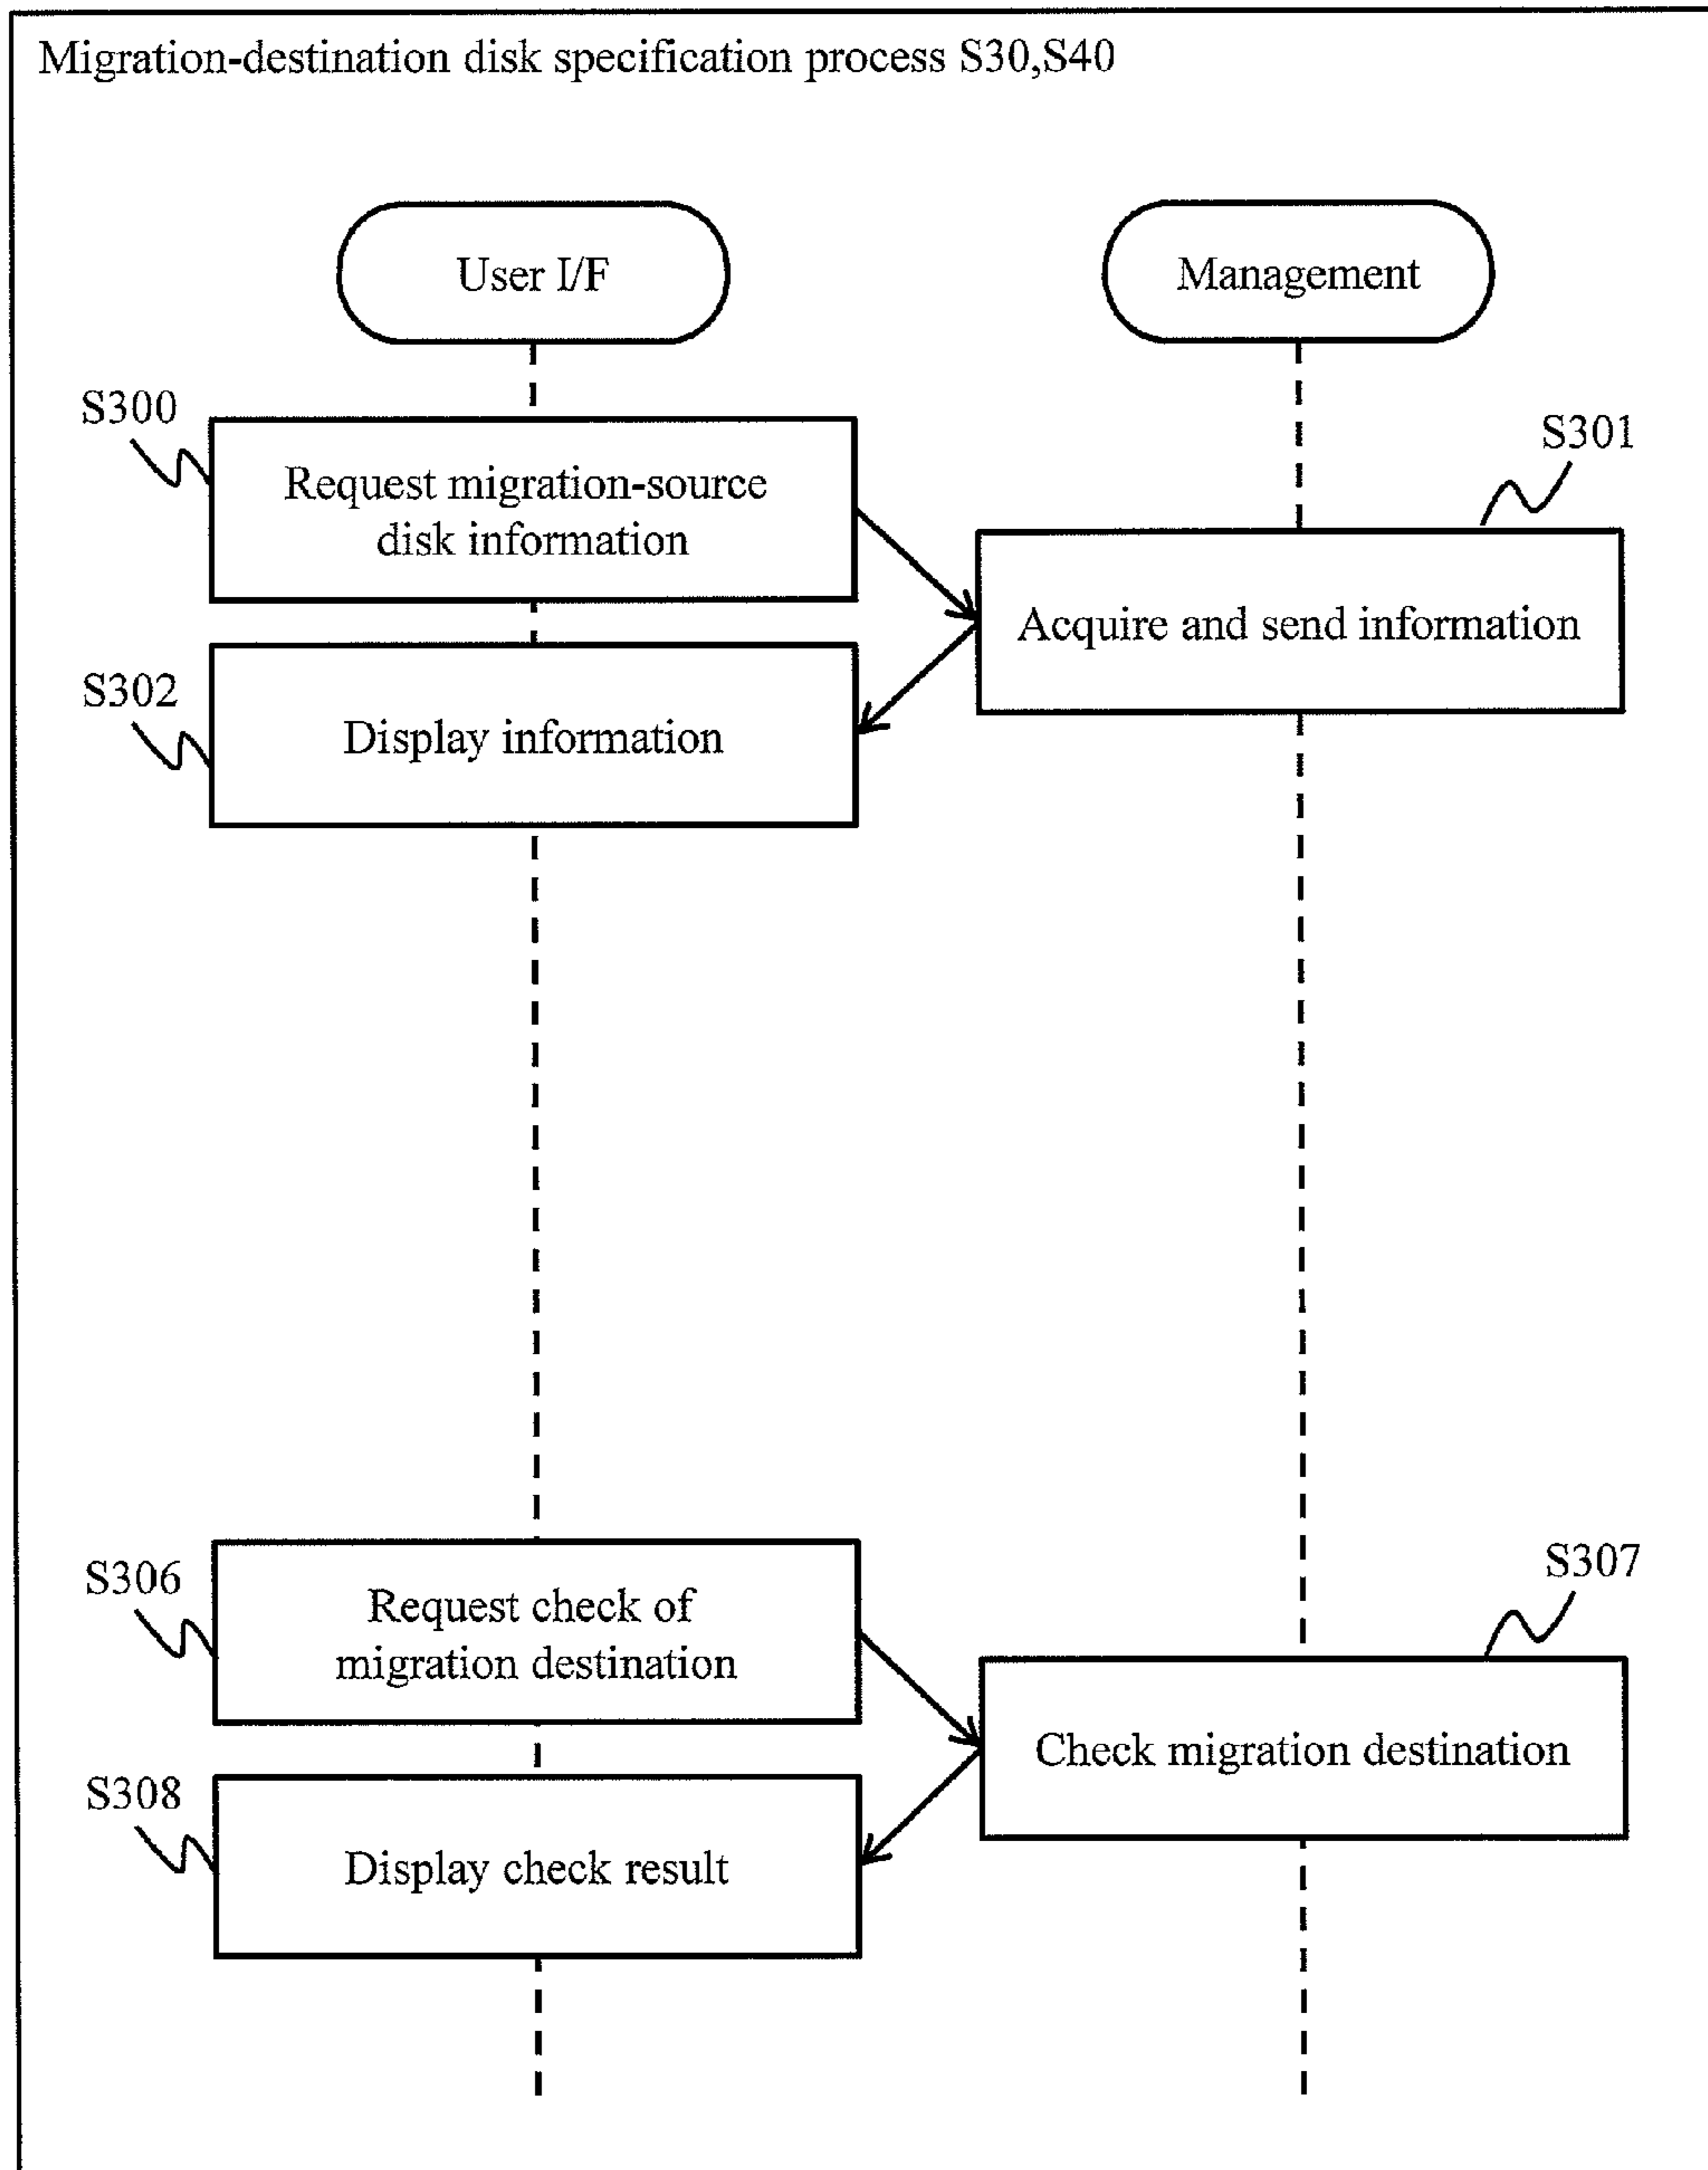 Migration-destination disk specification process S30,S40
User I/F
Management
S300
Request migration-source
disk information
S301
Acquire and send information
S302
Display information
S306
Request check of
migration destination
S307
Check migration destination
S308
Display check result